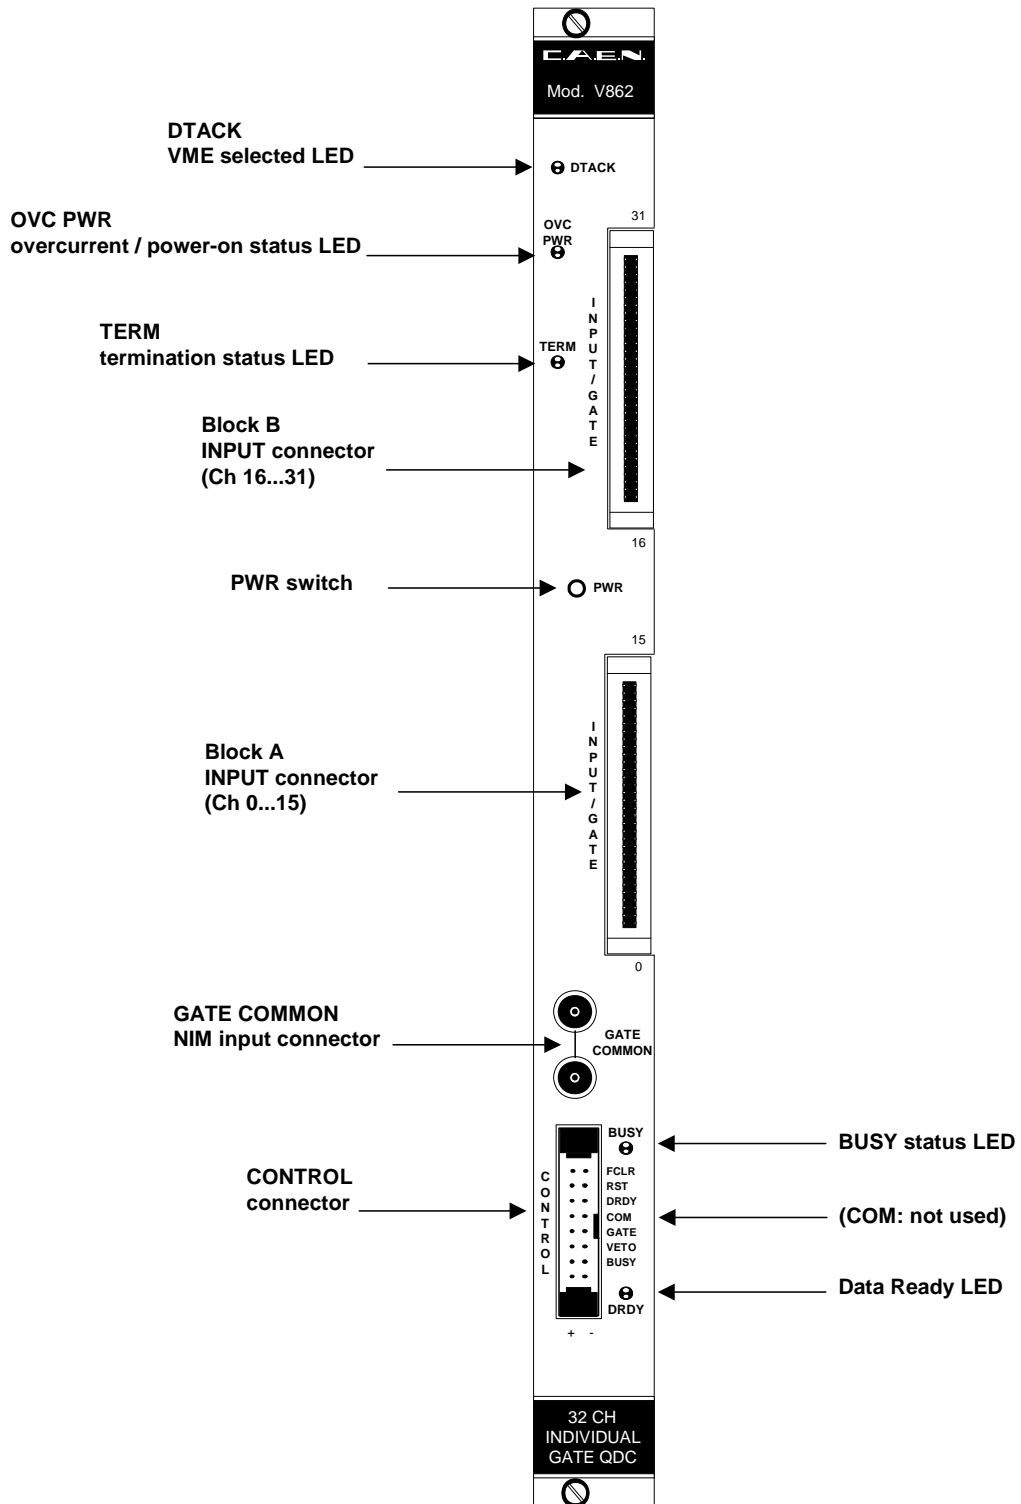 C.A.E.N.
Mod. V862
DTACK
VME selected LED
DTACK
OVC PWR
overcurrent / power-on status LED
OVC
PWR
31
TERM
termination status LED
TERM
INPUT/GATE
Block B
INPUT connector
(Ch 16...31)
16
PWR switch
PWR
15
Block A
INPUT connector
(Ch 0...15)
INPUT/GATE
0
GATE COMMON
NIM input connector
GATE
COMMON
BUSY
BUSY status LED
CONTROL
connector
CONTROL
FCLR
RST
DRDY
COM
GATE
VETO
BUSY
(COM: not used)
DRDY
Data Ready LED
+ -
32 CH
INDIVIDUAL
GATE QDC